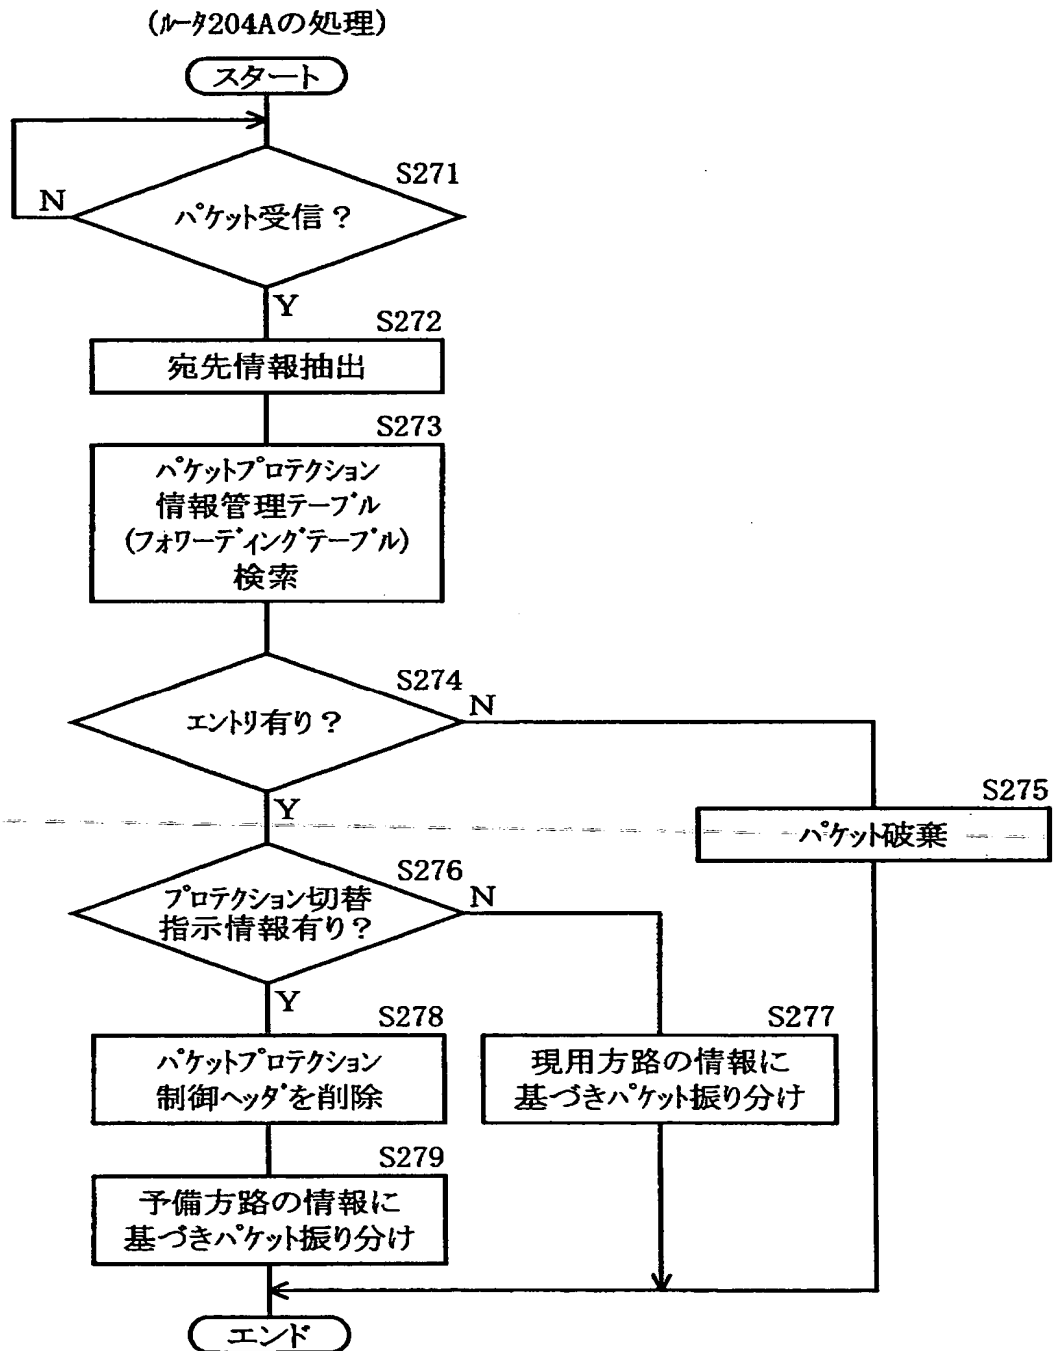 (ルータ204Aの処理)
スタート
S271
N
パケット受信？
Y
S272
宛先情報抽出
S273
パケットプロテクション
情報管理テーブル
(フォワーディングテーブル)
検索
S274
N
エントリ有り？
Y
S275
パケット破棄
S276
N
プロテクション切替
指示情報有り？
Y
S278
パケットプロテクション
制御ヘッダを削除
S277
現用方路の情報に
基づきパケット振り分け
S279
予備方路の情報に
基づきパケット振り分け
エンド